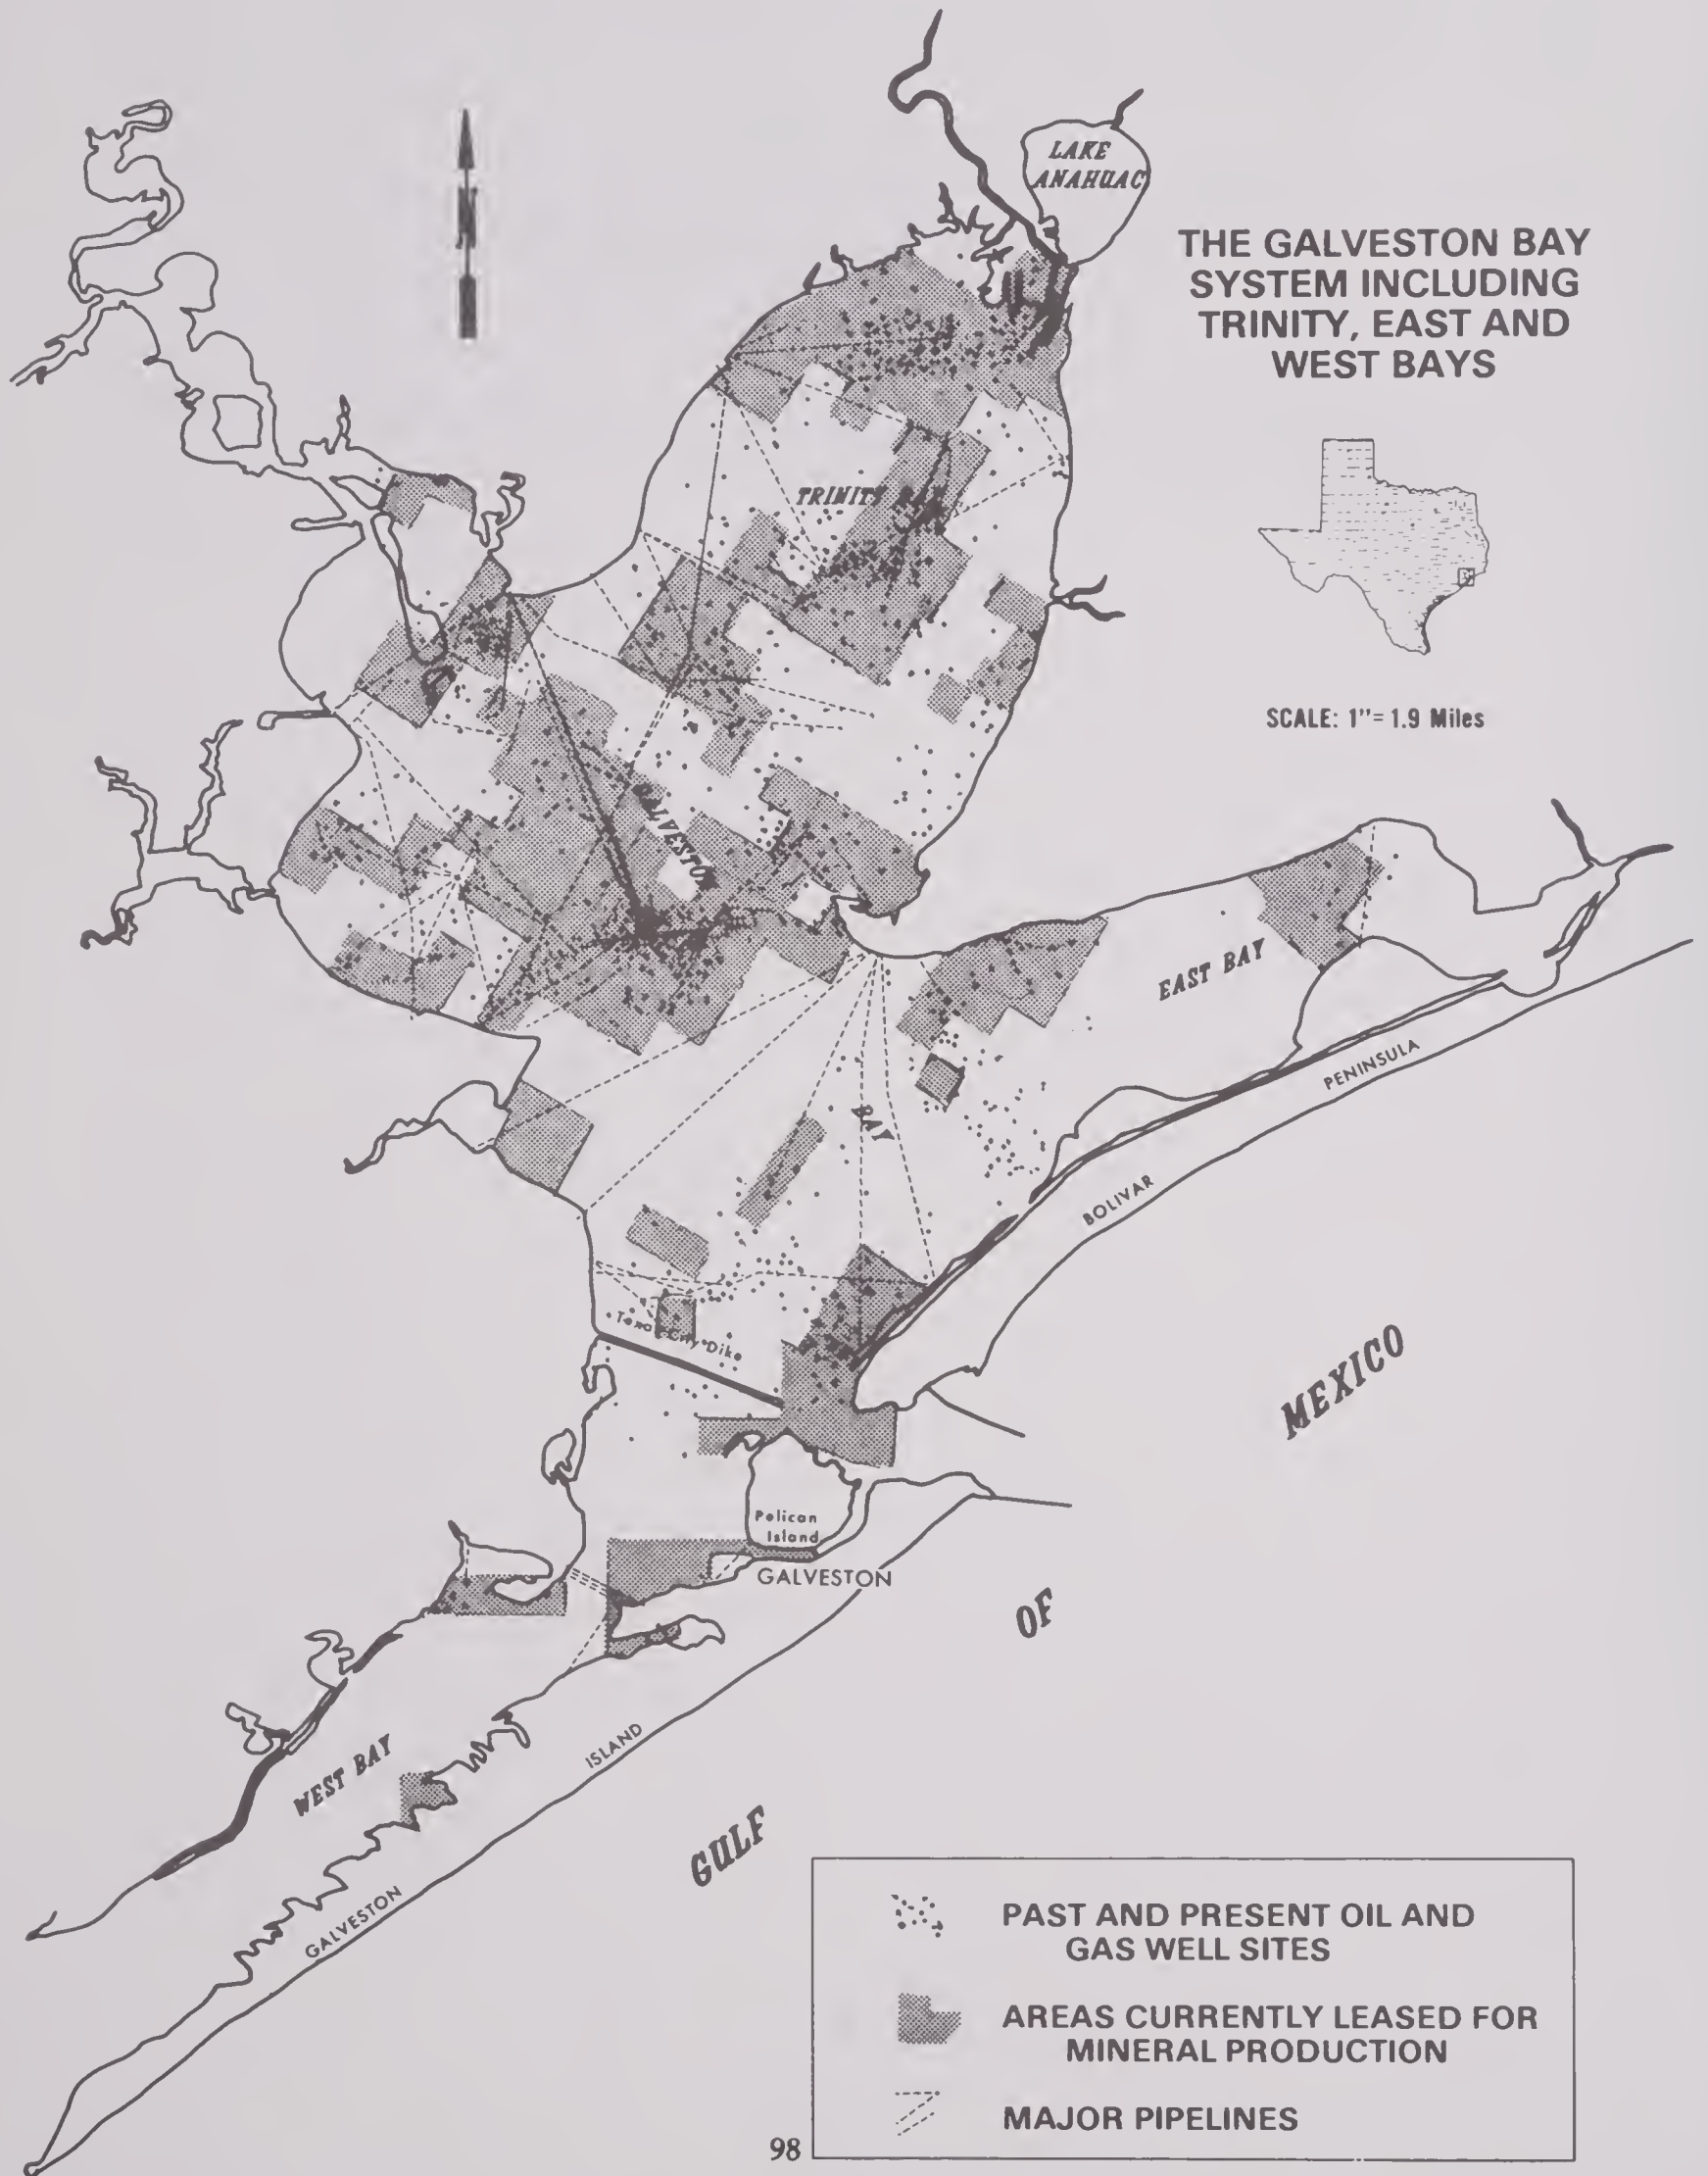 LAKE
ANAHUAC
THE GALVESTON BAY
SYSTEM INCLUDING
TRINITY, EAST AND
WEST BAYS
N
TRINITY BAY
SCALE: 1"= 1.9 Miles
GALVESTON
BAY
EAST BAY
PENINSULA
BOLIVAR
Texas City Dike
MEXICO
Pelican
Island
GALVESTON
OF
ISLAND
WEST BAY
GULF
GALVESTON
PAST AND PRESENT OIL AND
GAS WELL SITES
AREAS CURRENTLY LEASED FOR
MINERAL PRODUCTION
MAJOR PIPELINES
98